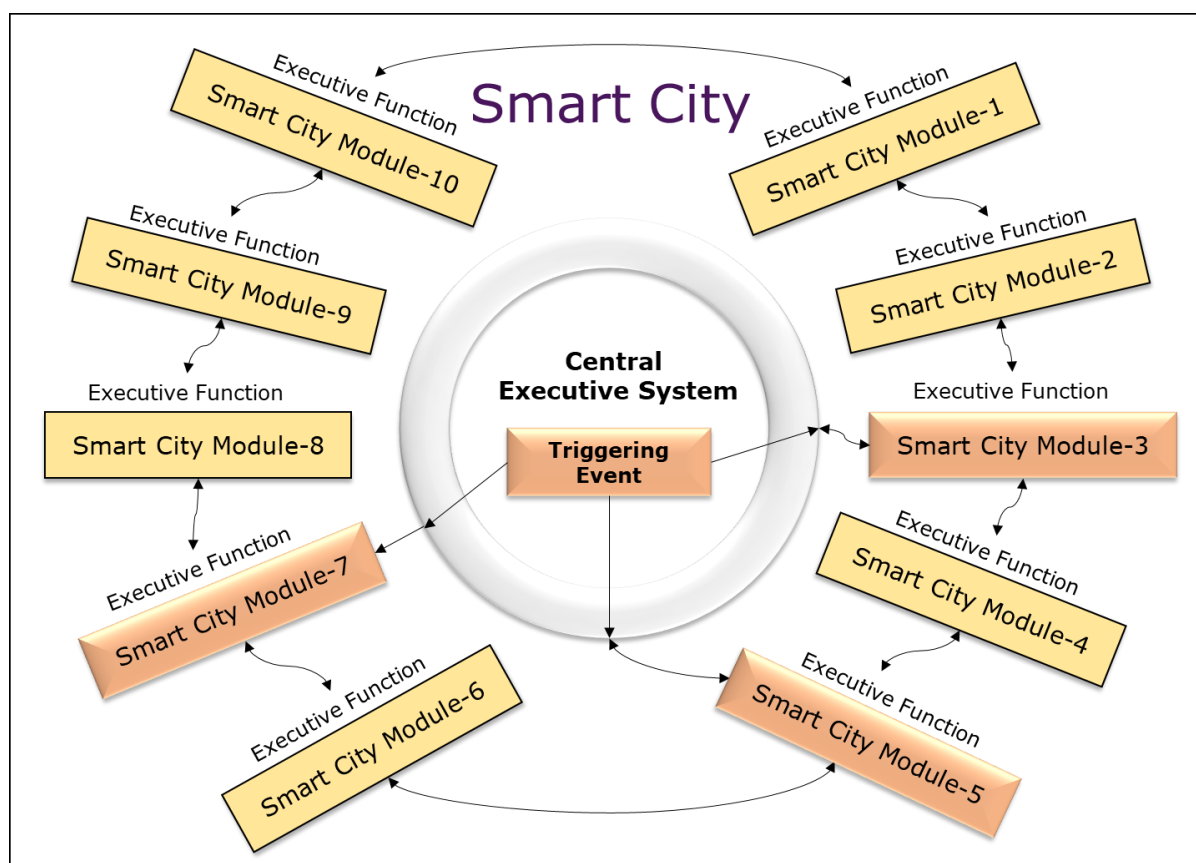 Smart City
Executive Function
Smart City Module-1
Executive Function
Smart City Module-2
Executive Function
Smart City Module-3
Executive Function
Smart City Module-4
Executive Function
Smart City Module-5
Executive Function
Smart City Module-6
Executive Function
Smart City Module-7
Executive Function
Smart City Module-8
Executive Function
Smart City Module-9
Executive Function
Smart City Module-10
Central
Executive System
Triggering
Event